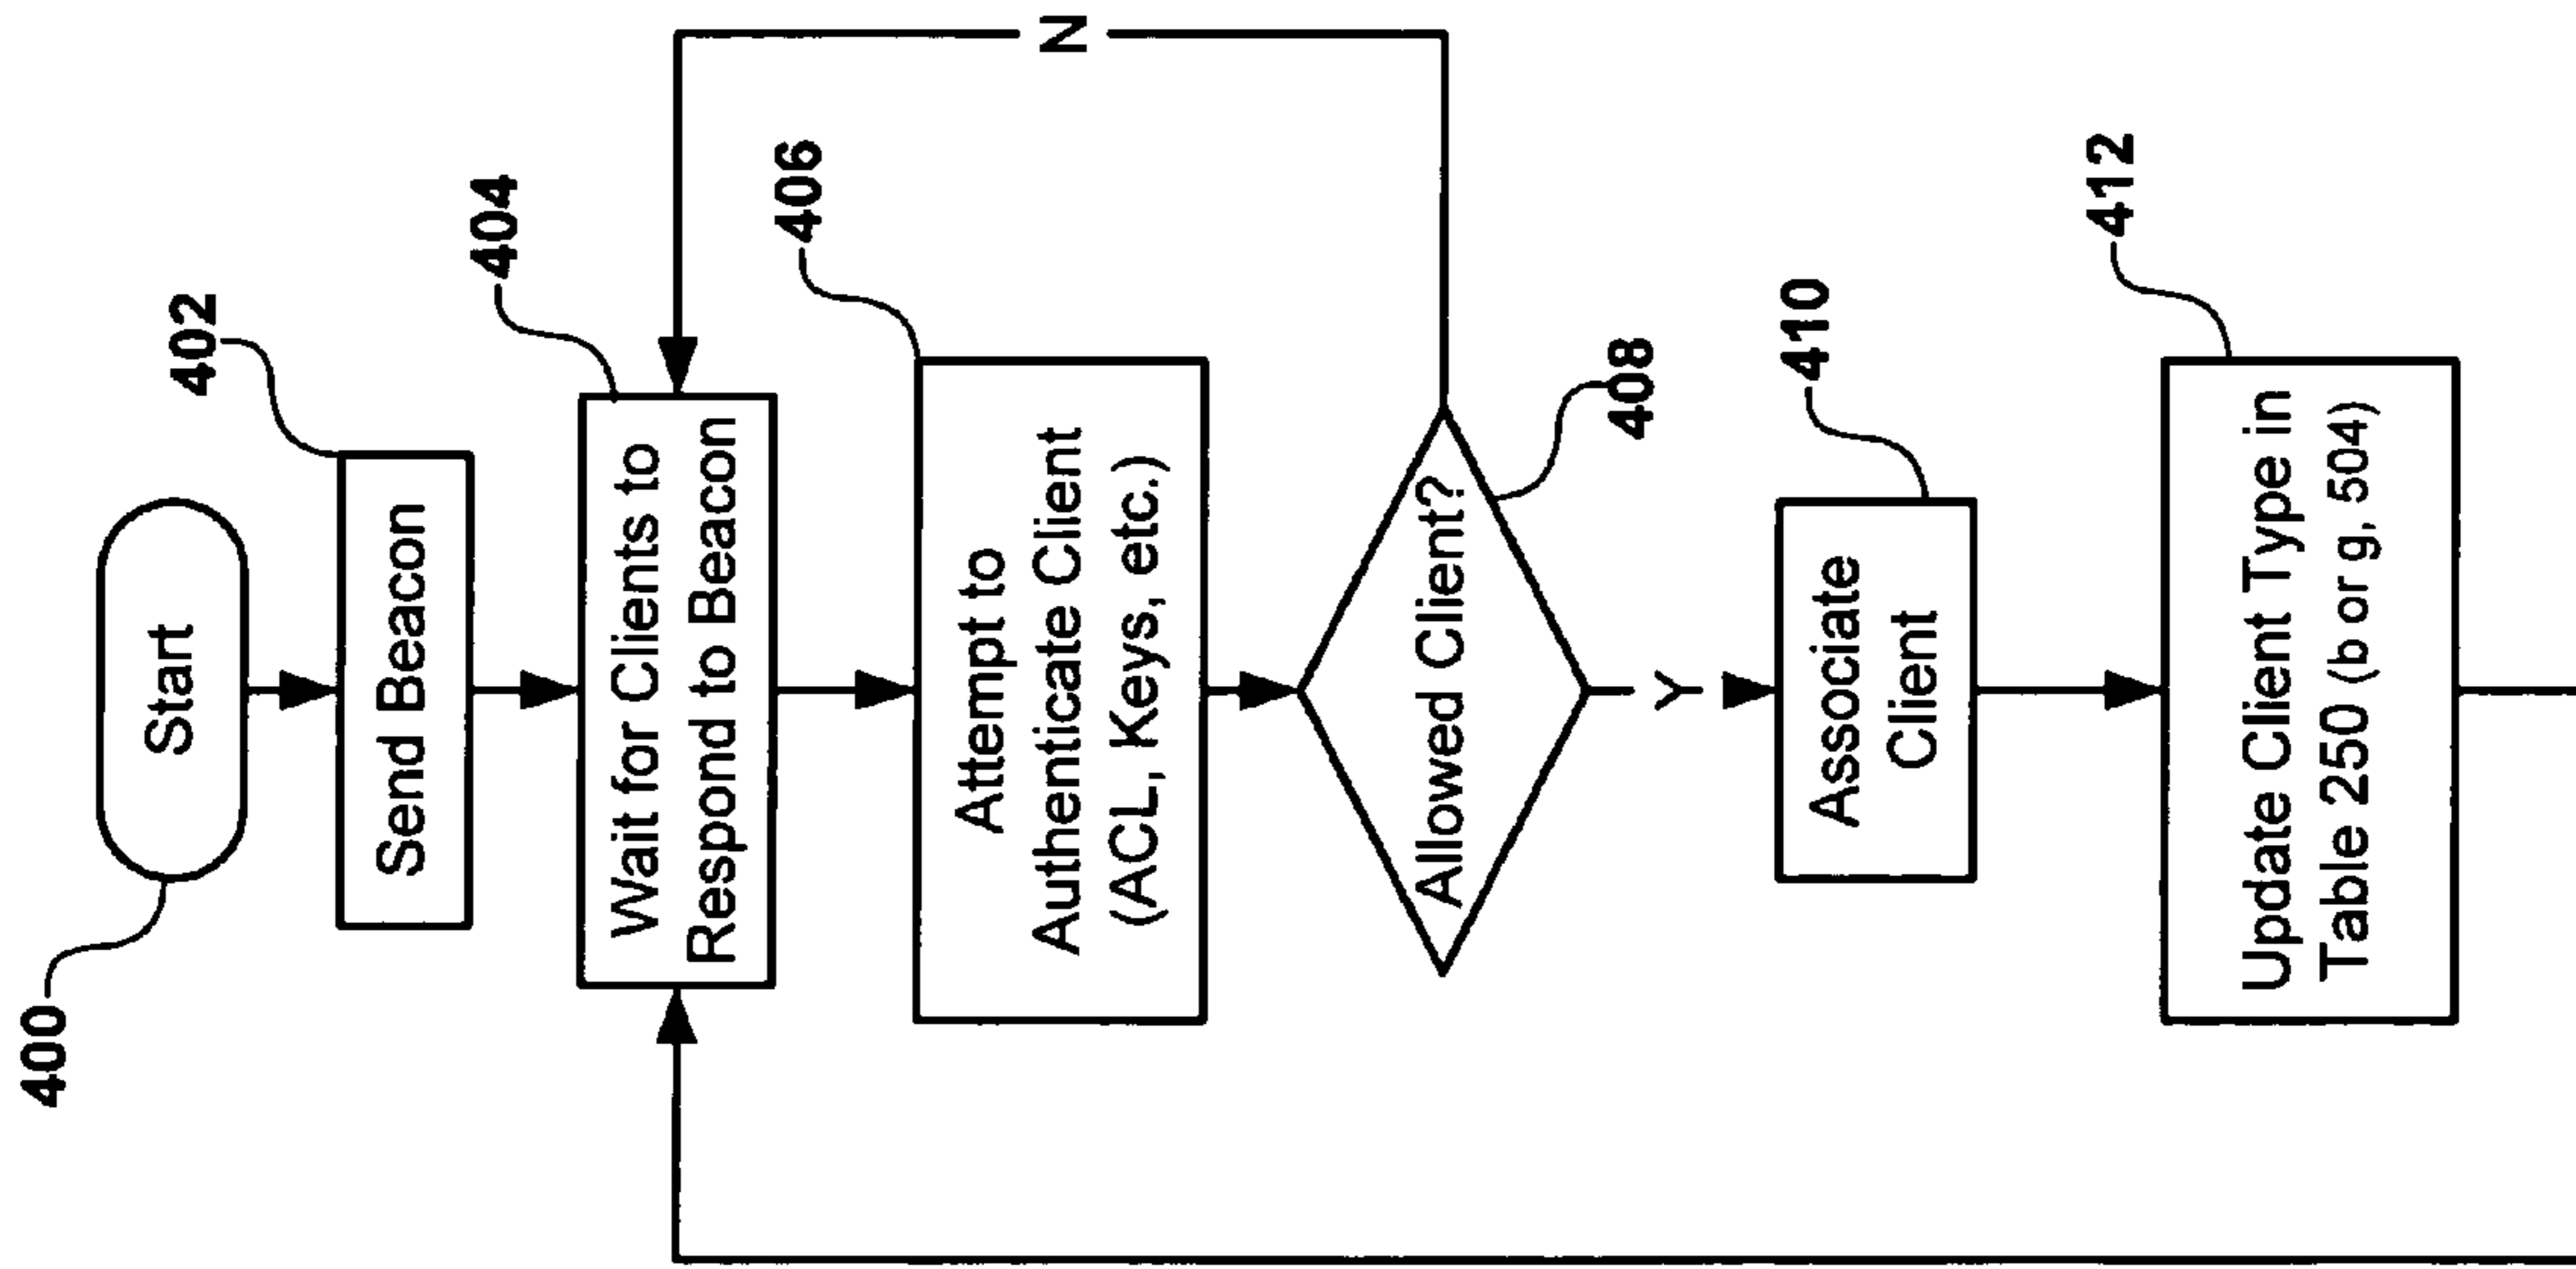 400
Start
402
Send Beacon
404
Wait for Clients to
Respond to Beacon
406
Attempt to
Authenticate Client
(ACL, Keys, etc.)
N
Allowed Client?
408
Y
410
Associate
Client
412
Update Client Type in
Table 250 (b or g, 504)